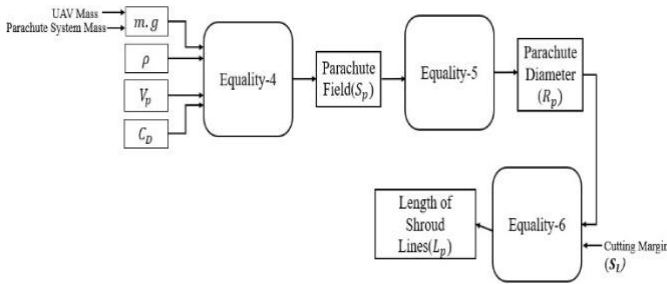 UAV Mass
Parachute System Mass
m.g
ρ
V_p
C_D
Equality-4
Parachute
Field(S_p)
Equality-5
Parachute
Diameter
(R_p)
Length of
Shroud
Lines(L_p)
Equality-6
Cutting Margin
(S_L)